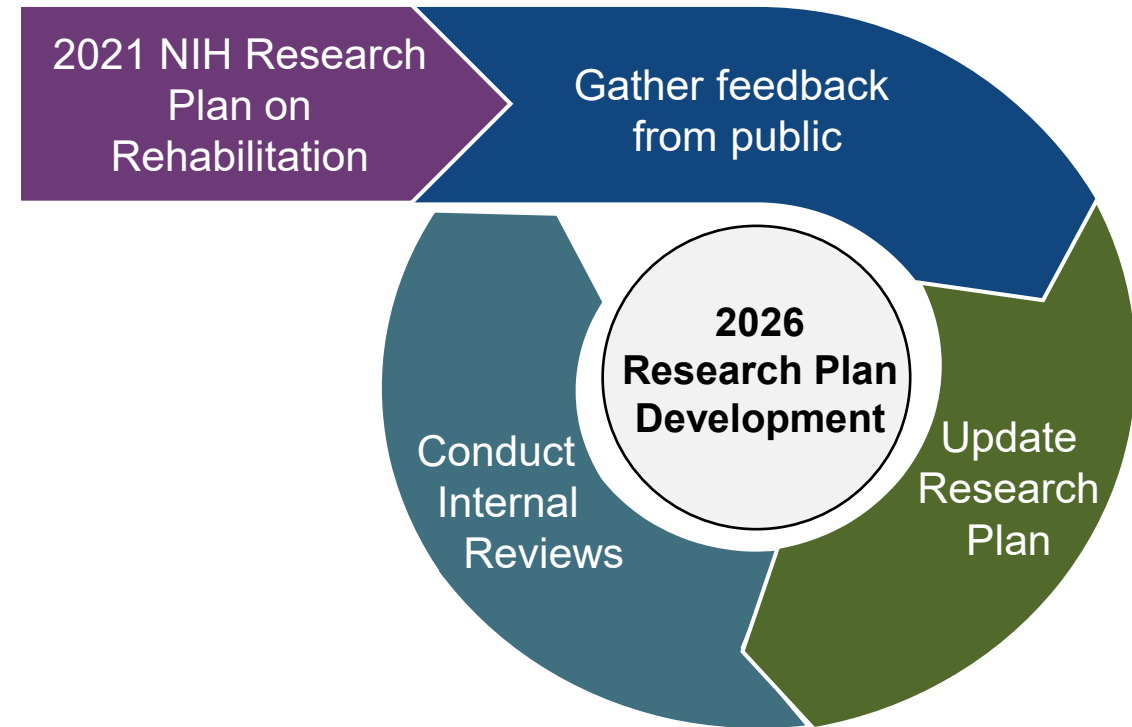 2021 NIH Research
Plan on
Rehabilitation
Gather feedback
from public
2026
Research Plan
Development
Update
Research
Plan
Conduct
Internal
Reviews